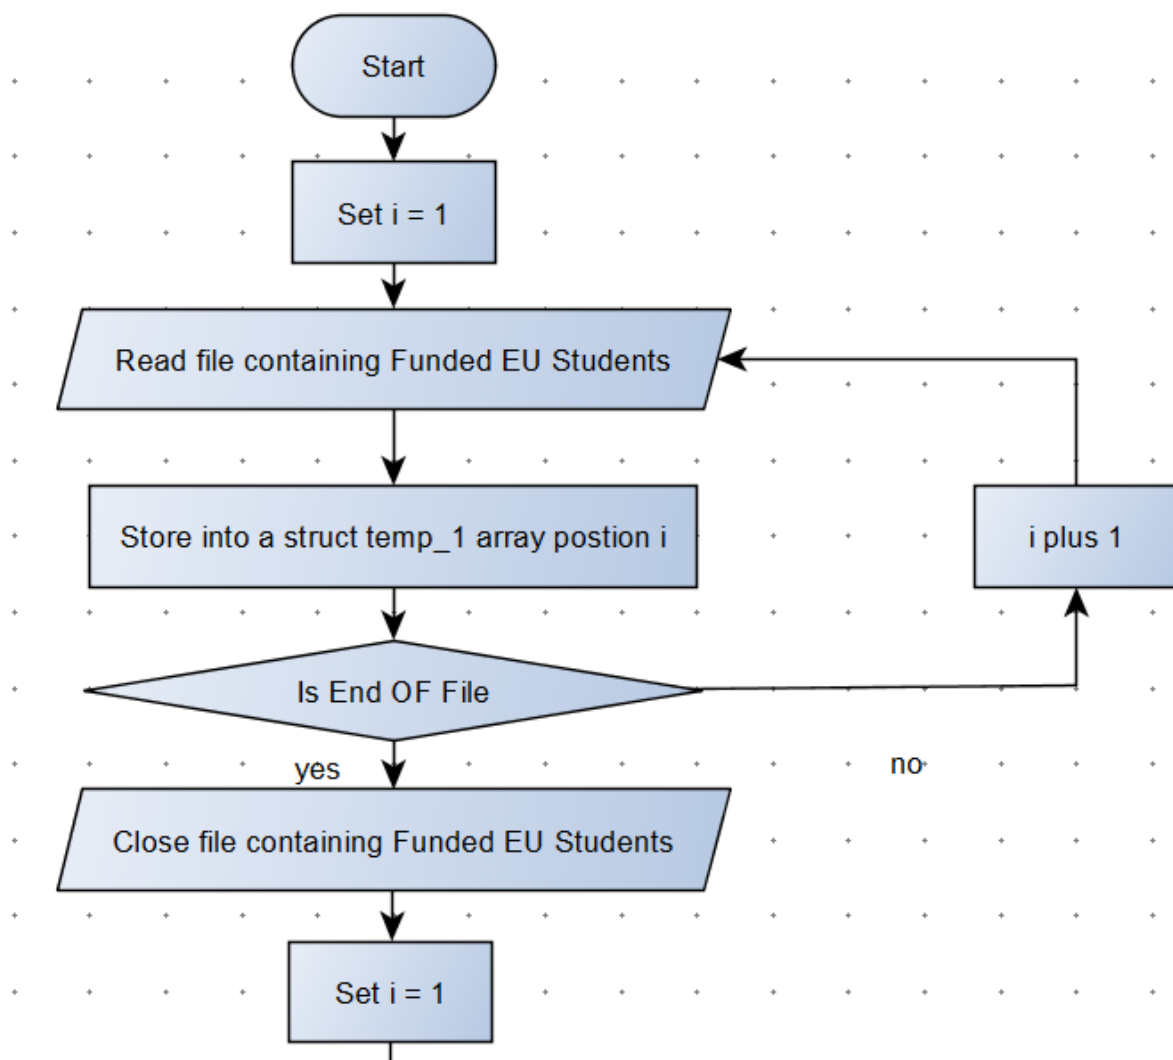 Start
Set i = 1
Read file containing Funded EU Students
Store into a struct temp_1 array postion i
i plus 1
Is End OF File
yes
no
Close file containing Funded EU Students
Set i = 1